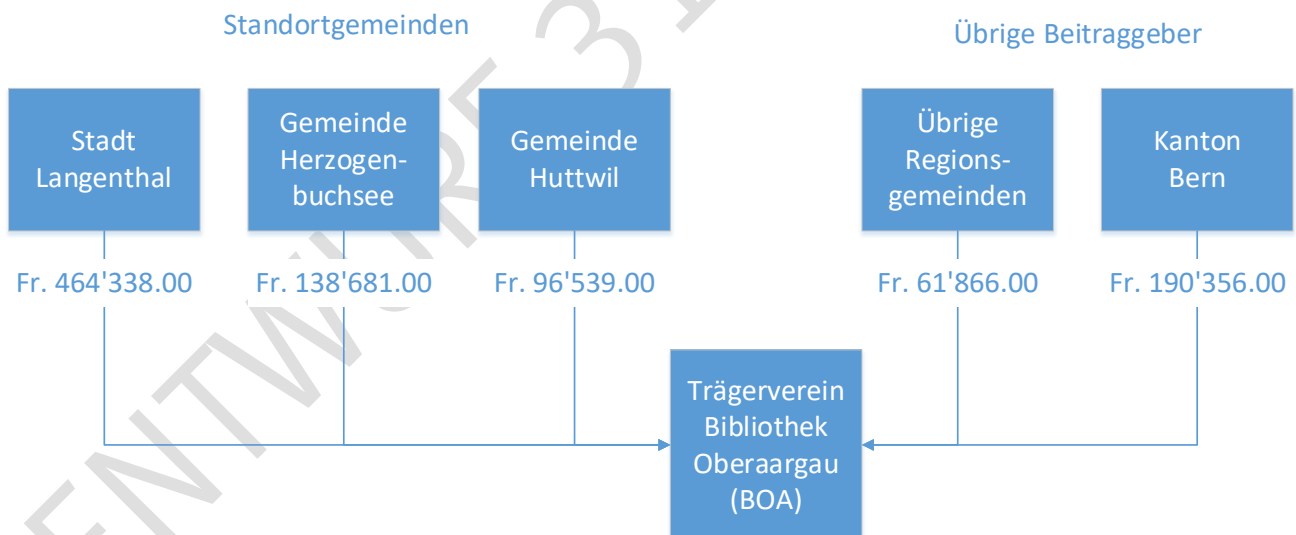 Standortgemeinden
Übrige Beitraggeber
Stadt
Langenthal
Gemeinde
Herzogen-
buchsee
Gemeinde
Huttwil
Übrige
Regions-
gemeinden
Kanton
Bern
Fr. 464'338.00
Fr. 138'681.00
Fr. 96'539.00
Fr. 61'866.00
Fr. 190'356.00
Trägerverein
Bibliothek
Oberaargau
(BOA)